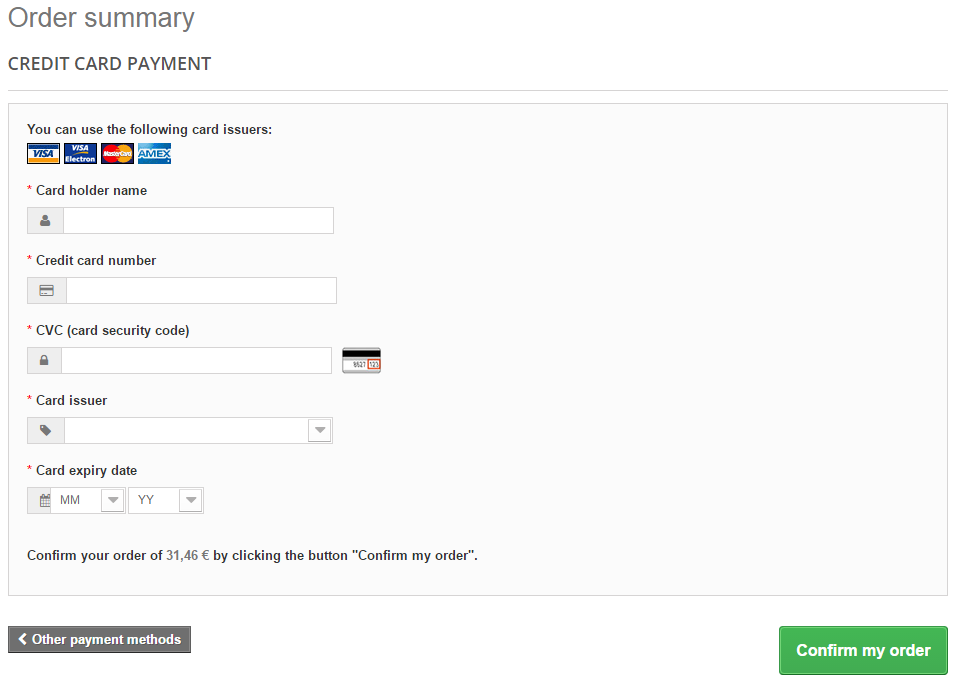 Order summary
CREDIT CARD PAYMENT
You can use the following card issuers:
VISA VISA Electron MasterCard AMEX
* Card holder name
* Credit card number
* CVC (card security code)
* Card issuer
* Card expiry date
MM YY
Confirm your order of 31,46 € by clicking the button "Confirm my order".
Other payment methods
Confirm my order